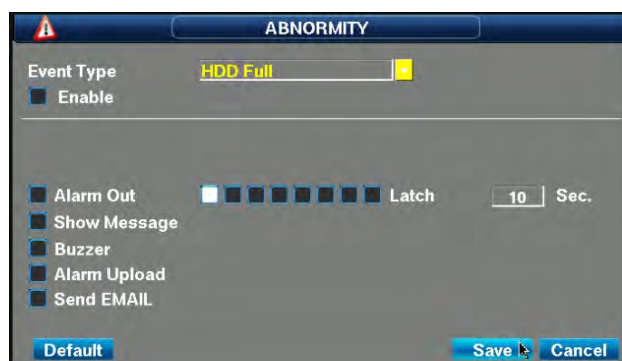 ABNORMITY
Event Type HDD Full
Enable
Alarm Out Latch 10 Sec.
Show Message
Buzzer
Alarm Upload
Send EMAIL
Default Save Cancel